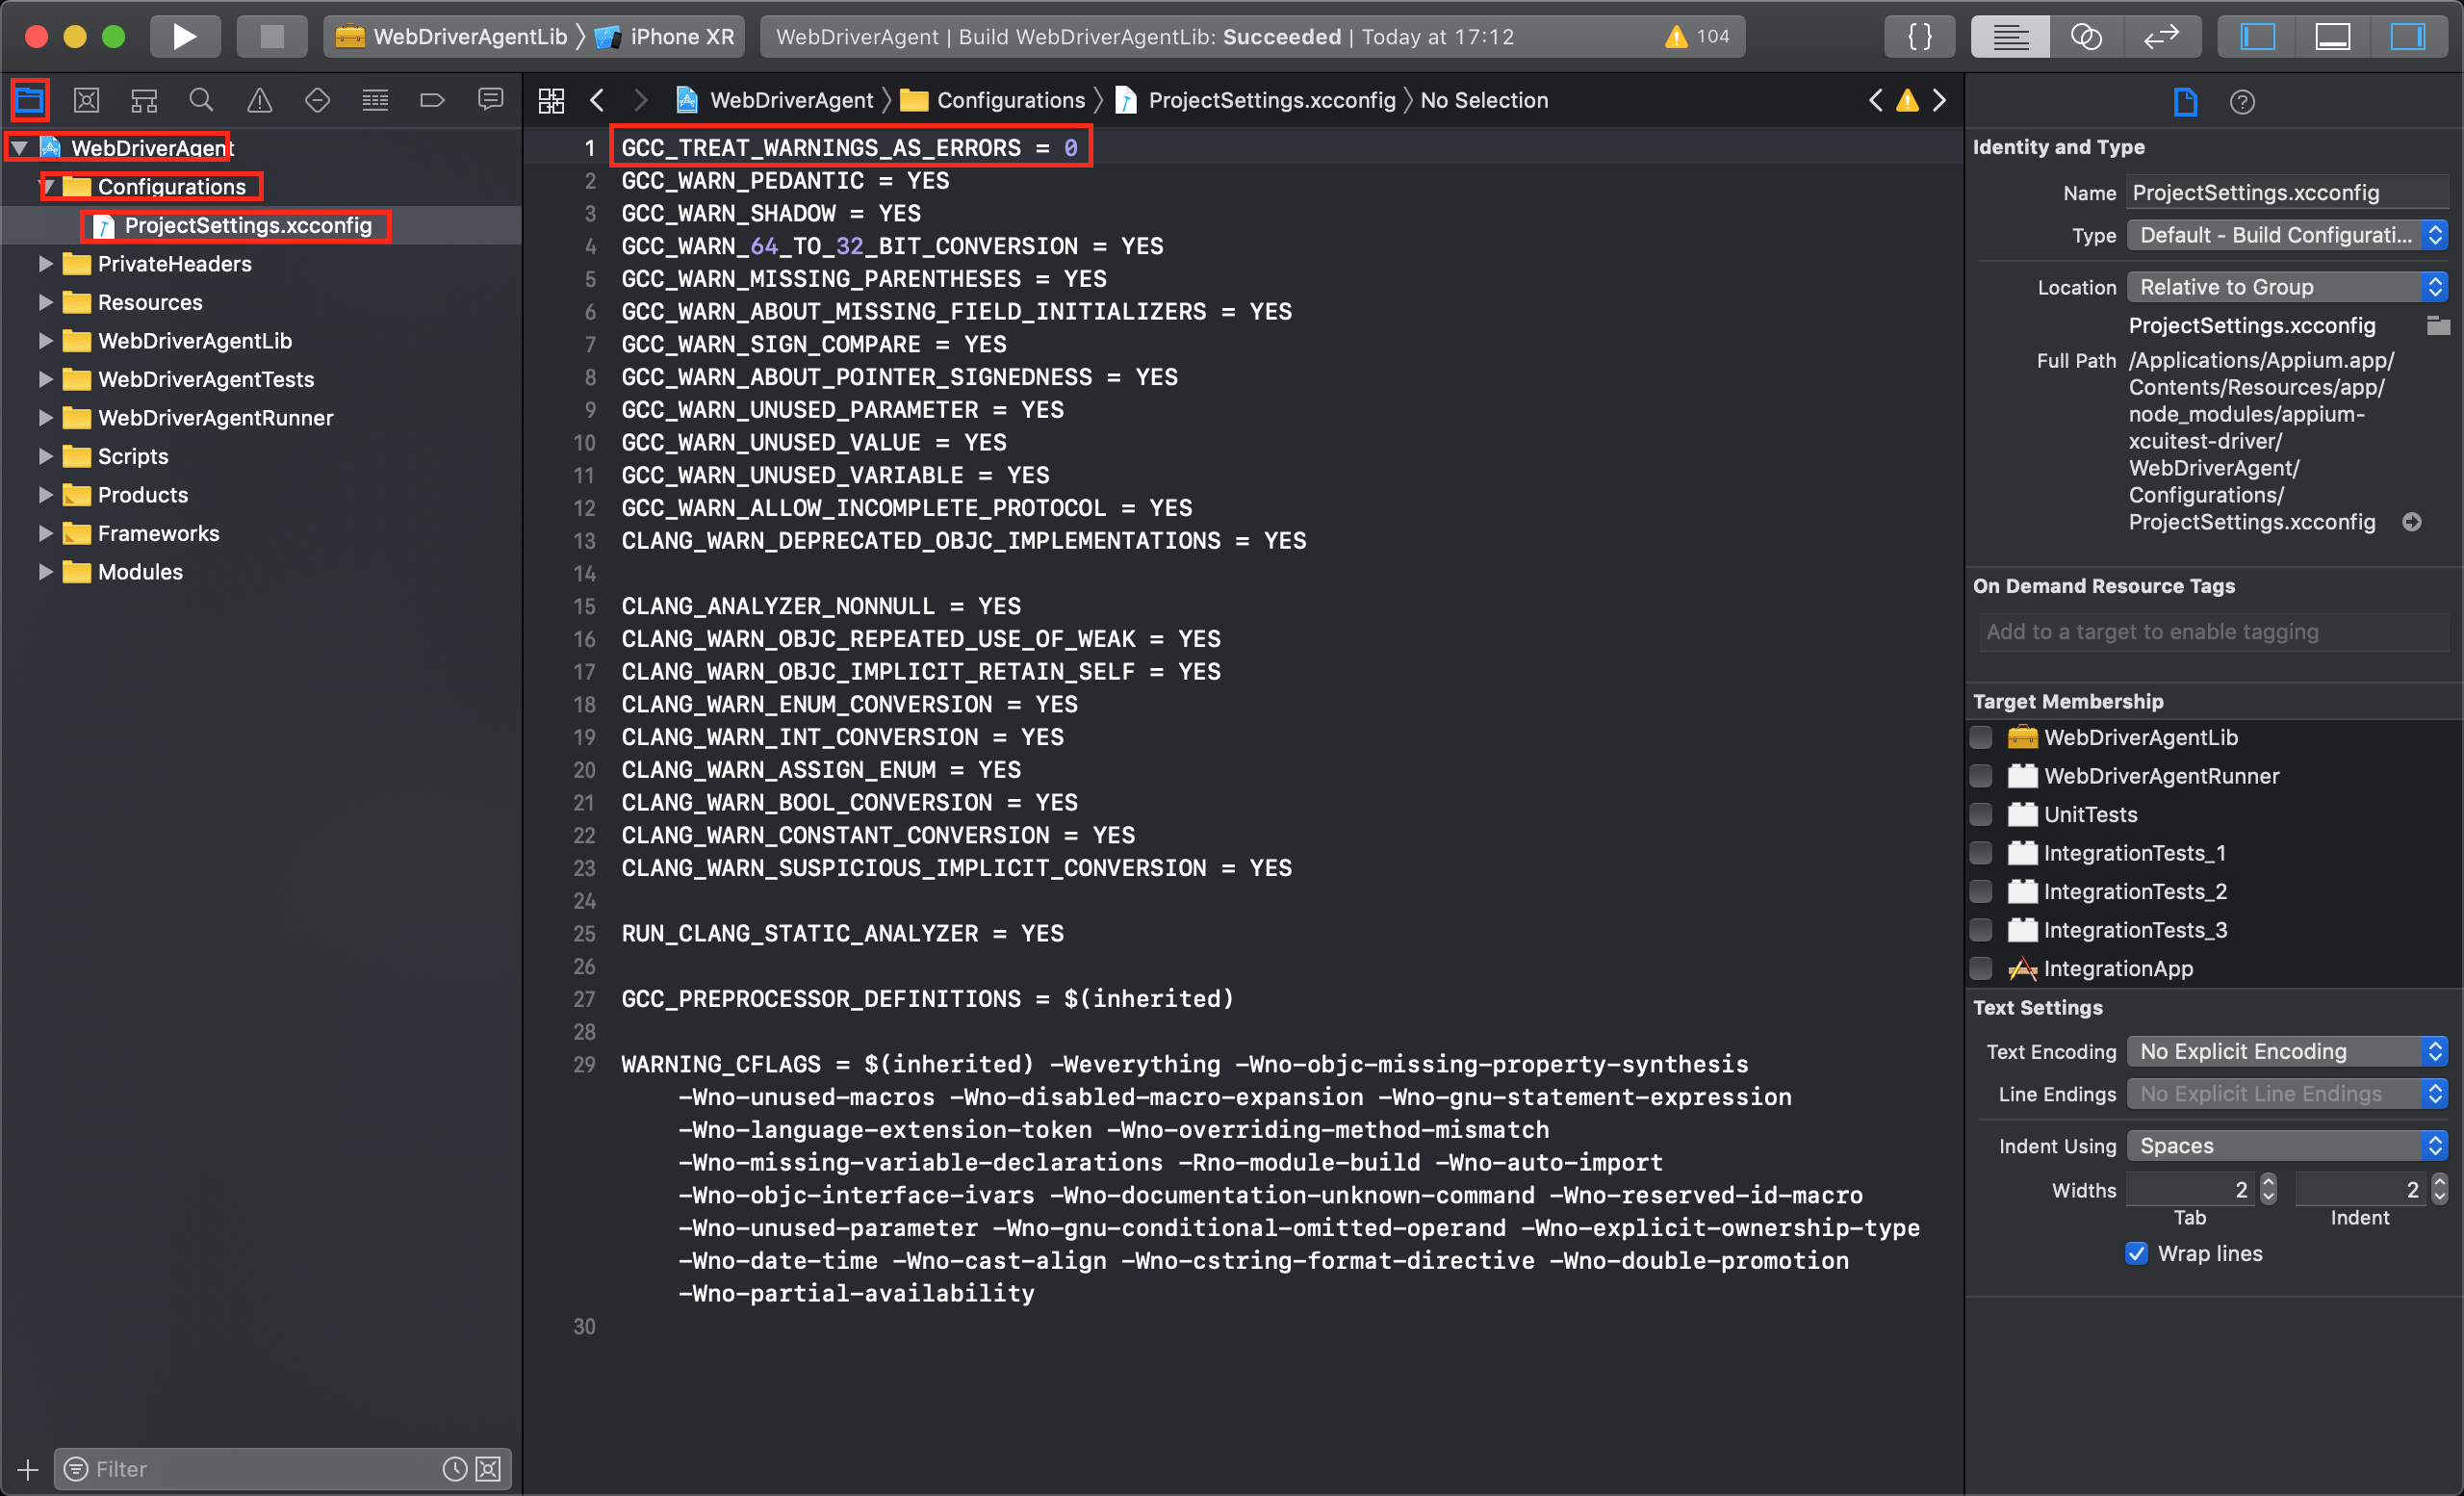 WebDriverAgentLib 〉 iPhone XR
WebDriverAgent | Build WebDriverAgentLib: Succeeded | Today at 17:12
104
{ }
WebDriverAgent 〉 Configurations 〉 ProjectSettings.xcconfig 〉 No Selection
WebDriverAgent
Configurations
ProjectSettings.xcconfig
PrivateHeaders
Resources
WebDriverAgentLib
WebDriverAgentTests
WebDriverAgentRunner
Scripts
Products
Frameworks
Modules
Filter
1 GCC_TREAT_WARNINGS_AS_ERRORS = 0
2 GCC_WARN_PEDANTIC = YES
3 GCC_WARN_SHADOW = YES
4 GCC_WARN_64_TO_32_BIT_CONVERSION = YES
5 GCC_WARN_MISSING_PARENTHESES = YES
6 GCC_WARN_ABOUT_MISSING_FIELD_INITIALIZERS = YES
7 GCC_WARN_SIGN_COMPARE = YES
8 GCC_WARN_ABOUT_POINTER_SIGNEDNESS = YES
9 GCC_WARN_UNUSED_PARAMETER = YES
10 GCC_WARN_UNUSED_VALUE = YES
11 GCC_WARN_UNUSED_VARIABLE = YES
12 GCC_WARN_ALLOW_INCOMPLETE_PROTOCOL = YES
13 CLANG_WARN_DEPRECATED_OBJC_IMPLEMENTATIONS = YES
14
15 CLANG_ANALYZER_NONNULL = YES
16 CLANG_WARN_OBJC_REPEATED_USE_OF_WEAK = YES
17 CLANG_WARN_OBJC_IMPLICIT_RETAIN_SELF = YES
18 CLANG_WARN_ENUM_CONVERSION = YES
19 CLANG_WARN_INT_CONVERSION = YES
20 CLANG_WARN_ASSIGN_ENUM = YES
21 CLANG_WARN_BOOL_CONVERSION = YES
22 CLANG_WARN_CONSTANT_CONVERSION = YES
23 CLANG_WARN_SUSPICIOUS_IMPLICIT_CONVERSION = YES
24
25 RUN_CLANG_STATIC_ANALYZER = YES
26
27 GCC_PREPROCESSOR_DEFINITIONS = $(inherited)
28
29 WARNING_CFLAGS = $(inherited) -Weverything -Wno-objc-missing-property-synthesis
-Wno-unused-macros -Wno-disabled-macro-expansion -Wno-gnu-statement-expression
-Wno-language-extension-token -Wno-overriding-method-mismatch
-Wno-missing-variable-declarations -Rno-module-build -Wno-auto-import
-Wno-objc-interface-ivars -Wno-documentation-unknown-command -Wno-reserved-id-macro
-Wno-unused-parameter -Wno-gnu-conditional-omitted-operand -Wno-explicit-ownership-type
-Wno-date-time -Wno-cast-align -Wno-cstring-format-directive -Wno-double-promotion
-Wno-partial-availability
30
Identity and Type
Name ProjectSettings.xcconfig
Type Default - Build Configurati...
Location Relative to Group
ProjectSettings.xcconfig
Full Path /Applications/Appium.app/
Contents/Resources/app/
node_modules/appium-
xcuitest-driver/
WebDriverAgent/
Configurations/
ProjectSettings.xcconfig
On Demand Resource Tags
Add to a target to enable tagging
Target Membership
WebDriverAgentLib
WebDriverAgentRunner
UnitTests
IntegrationTests_1
IntegrationTests_2
IntegrationTests_3
IntegrationApp
Text Settings
Text Encoding No Explicit Encoding
Line Endings No Explicit Line Endings
Indent Using Spaces
Widths 2 2
Tab Indent
Wrap lines